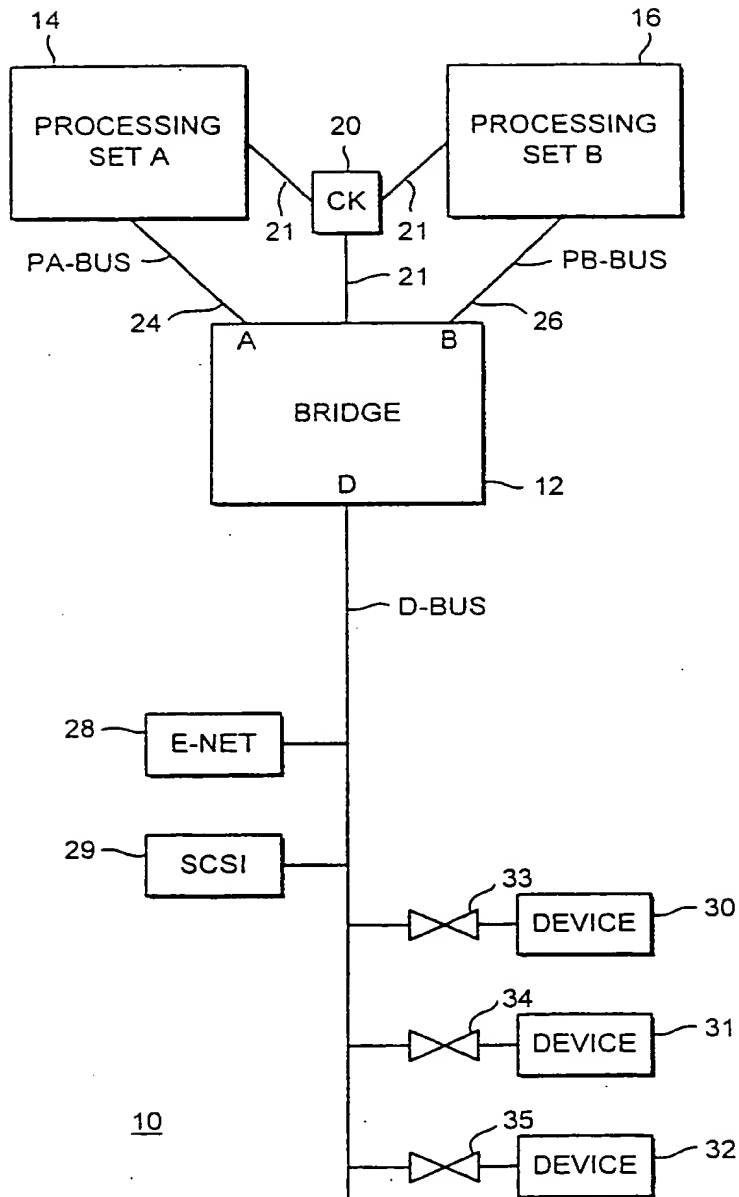 14
16
PROCESSING
SET A
20
CK
PROCESSING
SET B
21
21
PA-BUS
21
PB-BUS
24
26
A
B
BRIDGE
D
12
D-BUS
28
E-NET
29
SCSI
33
DEVICE
30
34
DEVICE
31
10
35
DEVICE
32